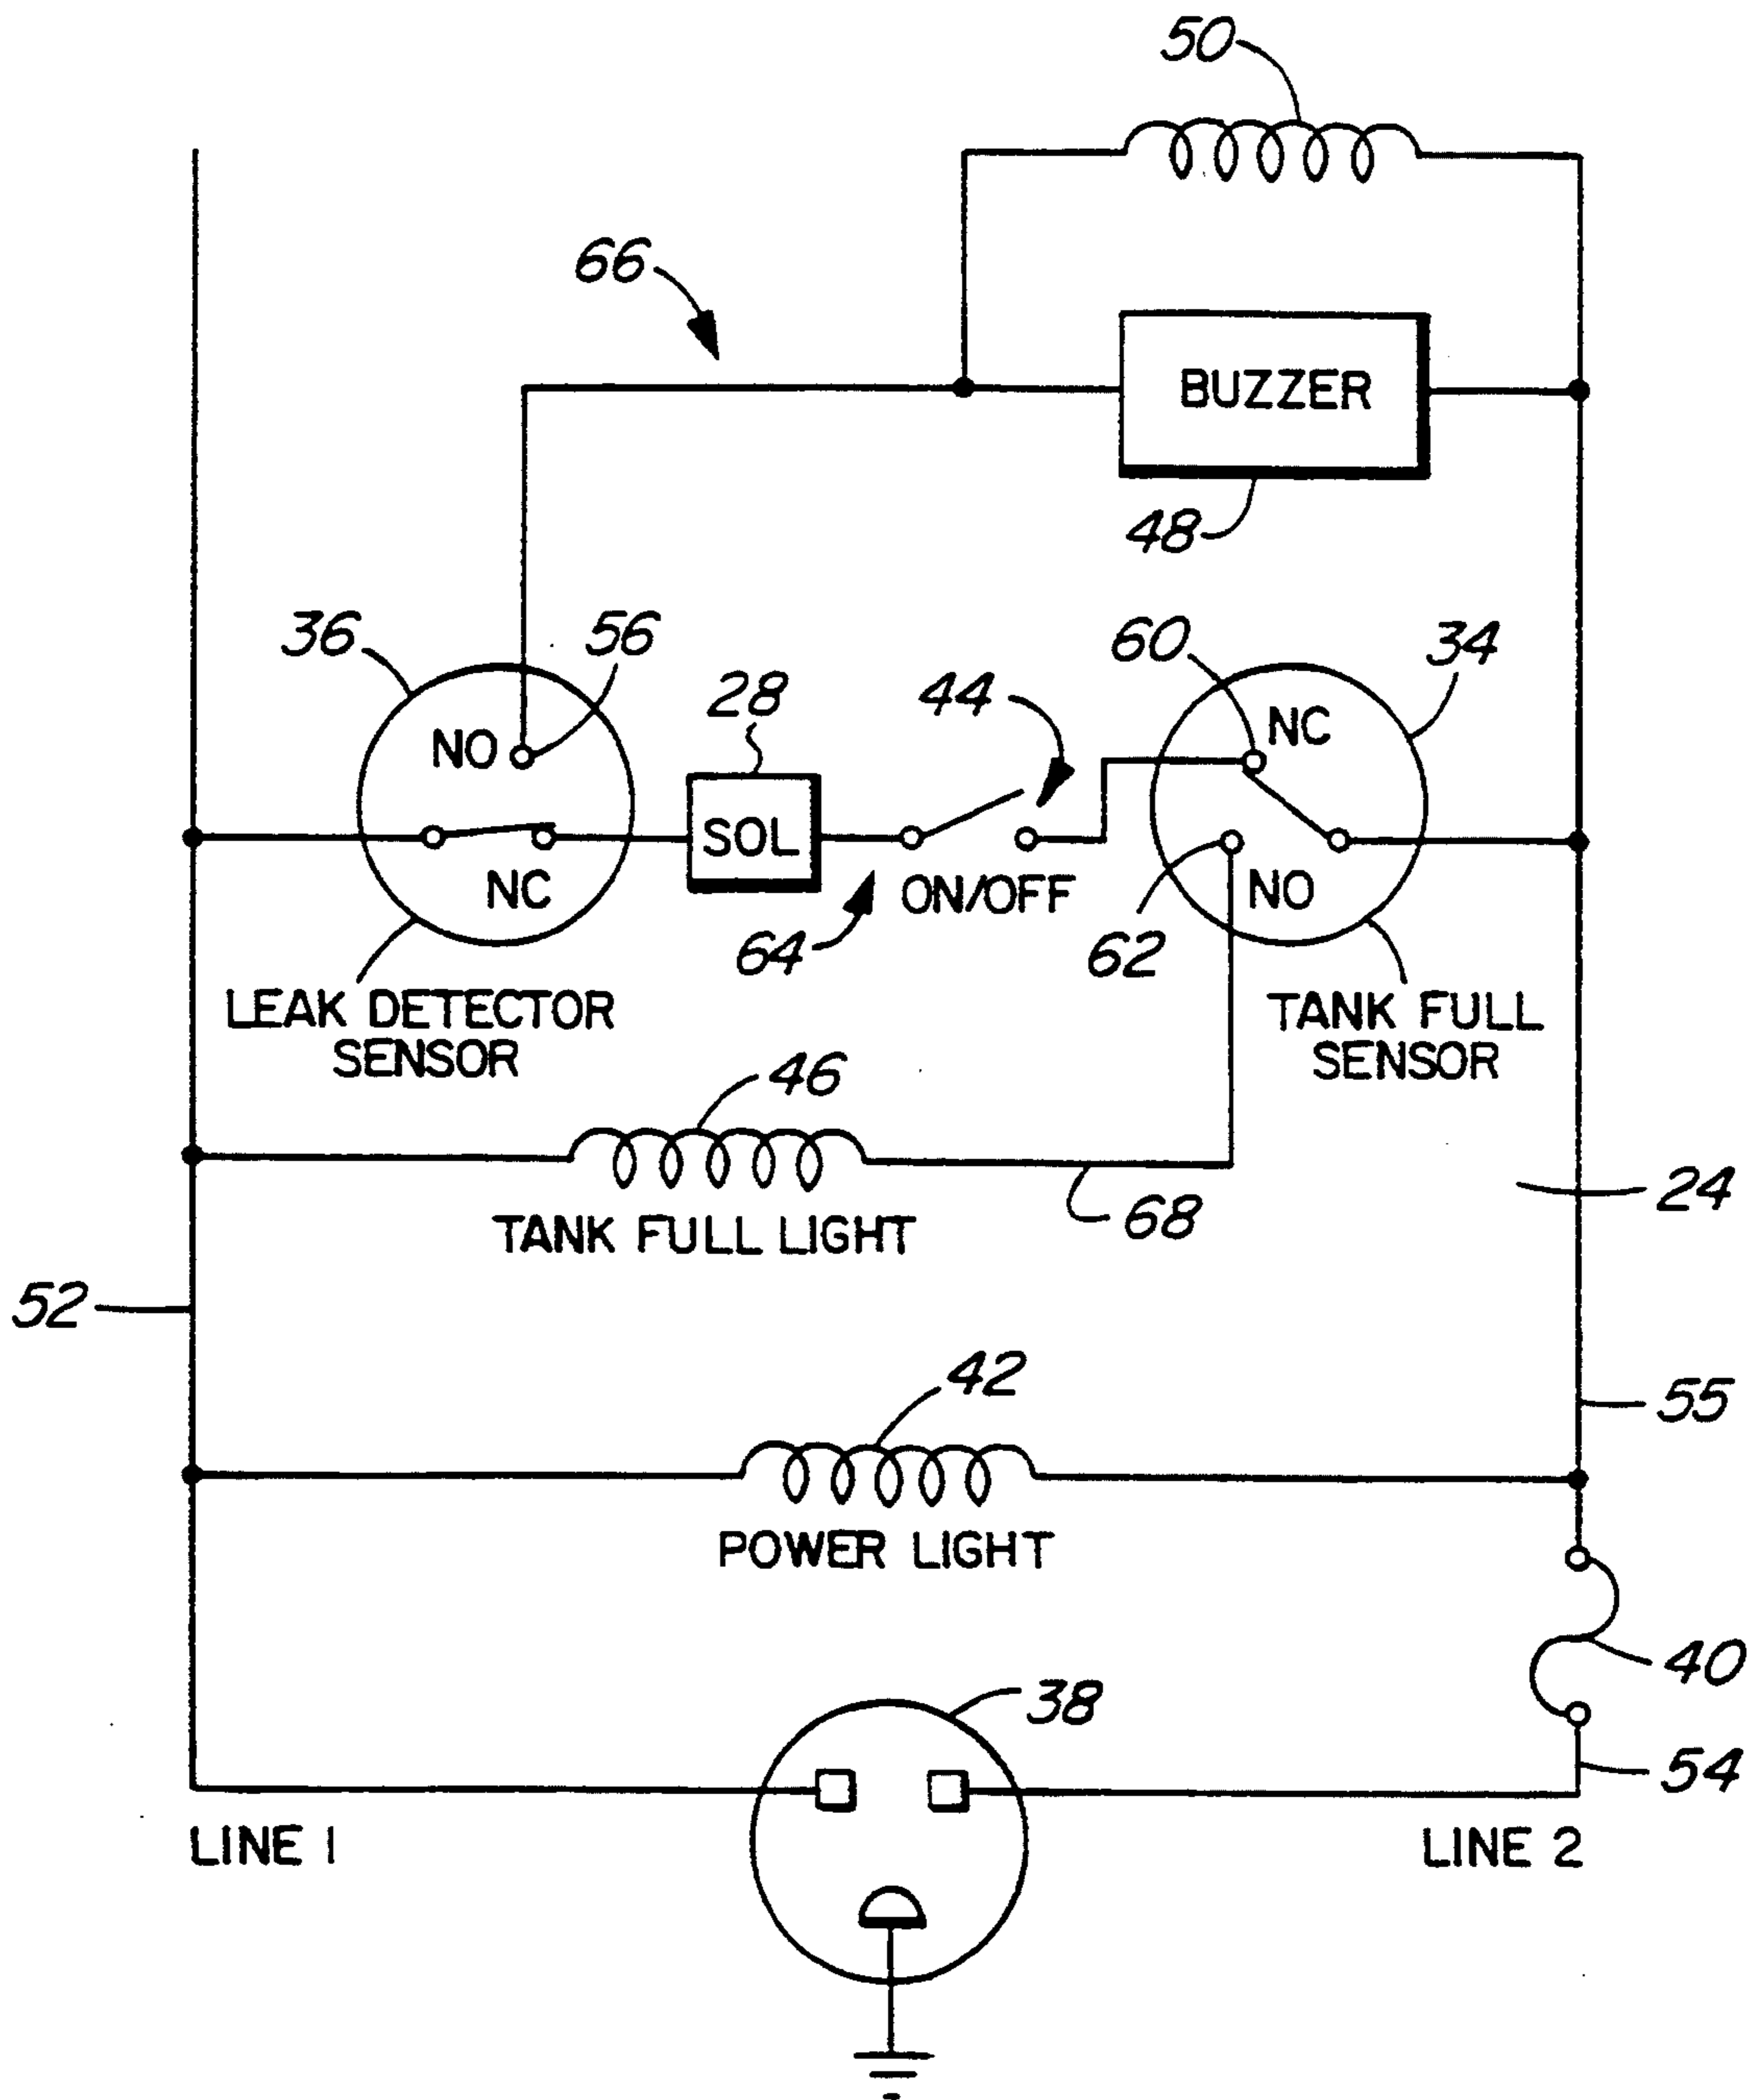 50
66
BUZZER
48
36
56
60
34
28
44
NO
NC
SOL
NC
ON/OFF
NO
64
62
LEAK DETECTOR
SENSOR
TANK FULL
SENSOR
46
68
24
TANK FULL LIGHT
52
42
55
POWER LIGHT
40
38
54
LINE 1
LINE 2